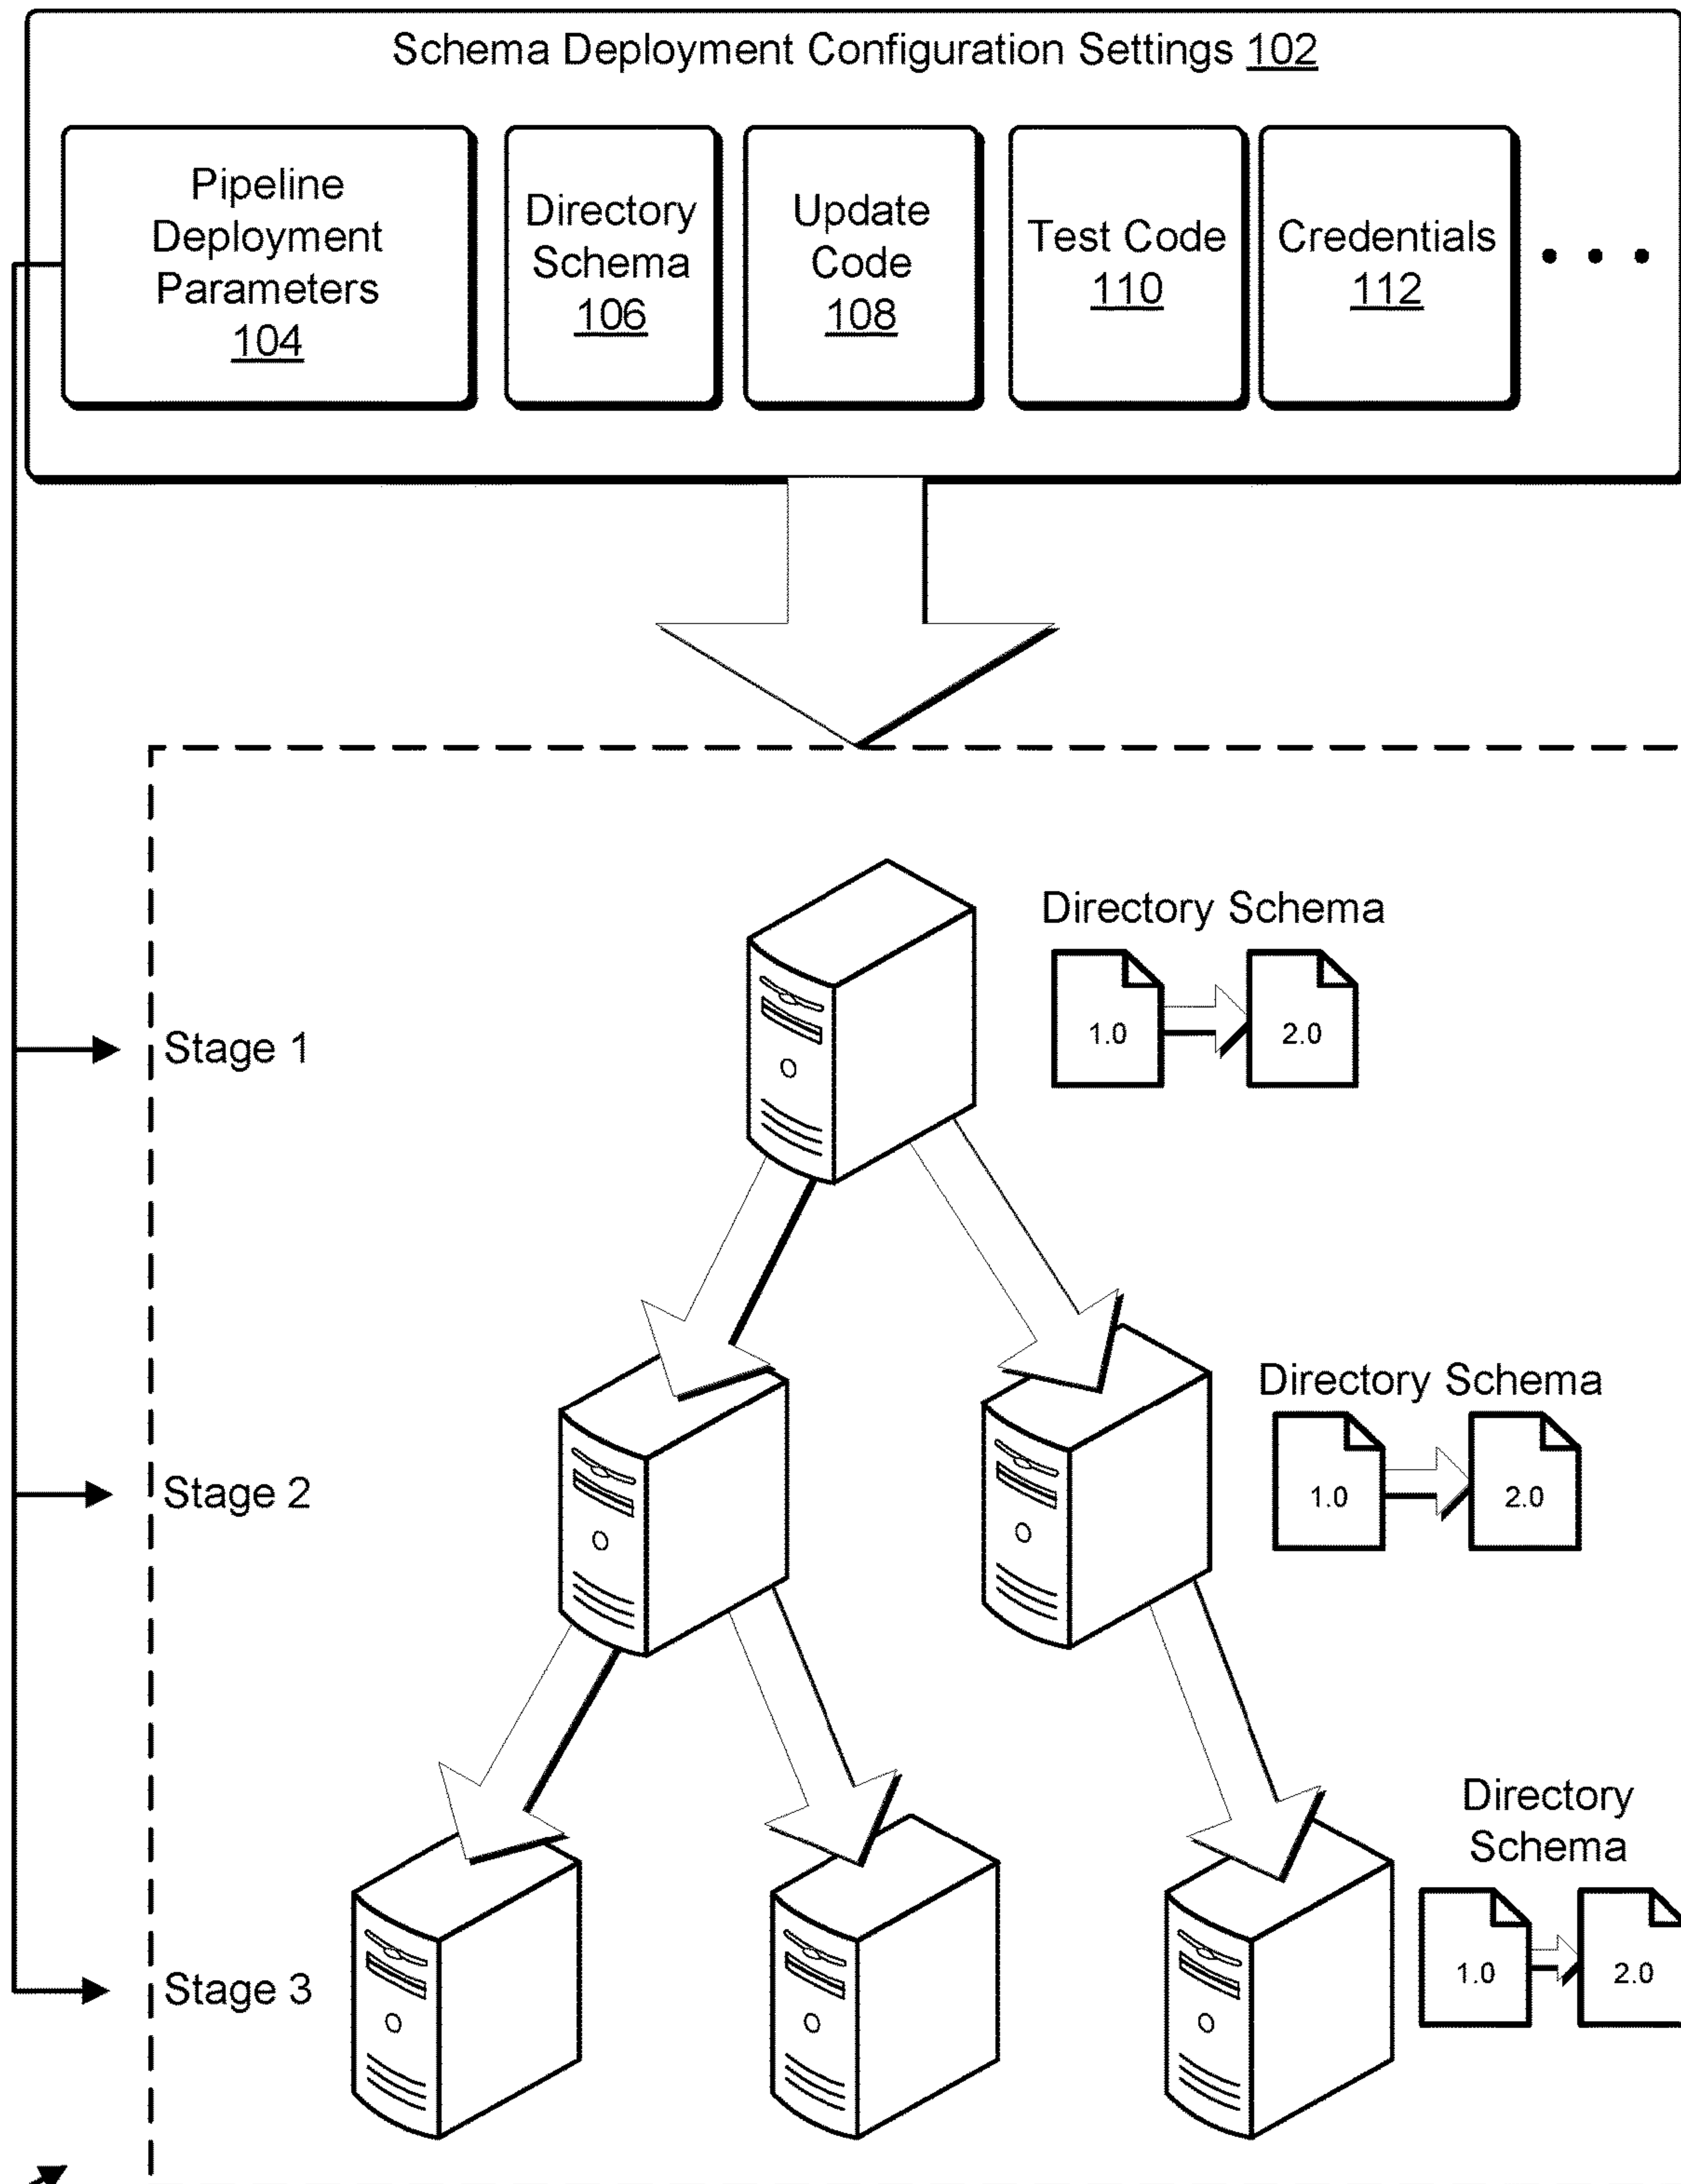 Schema Deployment Configuration Settings 102
Pipeline
Deployment
Parameters
104
Directory
Schema
106
Update
Code
108
Test Code
110
Credentials
112
• • •
Directory Schema
1.0
2.0
Stage 1
Directory Schema
1.0
2.0
Stage 2
Directory
Schema
1.0
2.0
Stage 3